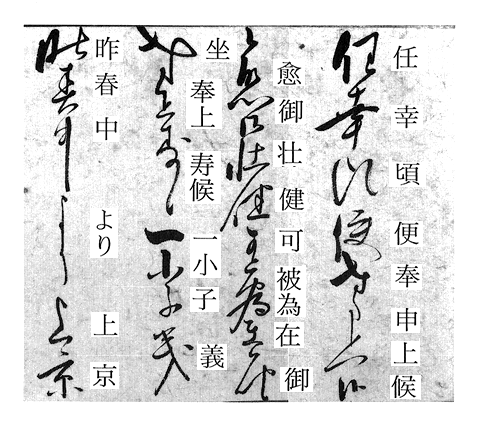 任幸頃便奉申上候
愈御壮健可被為在御
坐奉上寿候一小子義
昨春中より上京